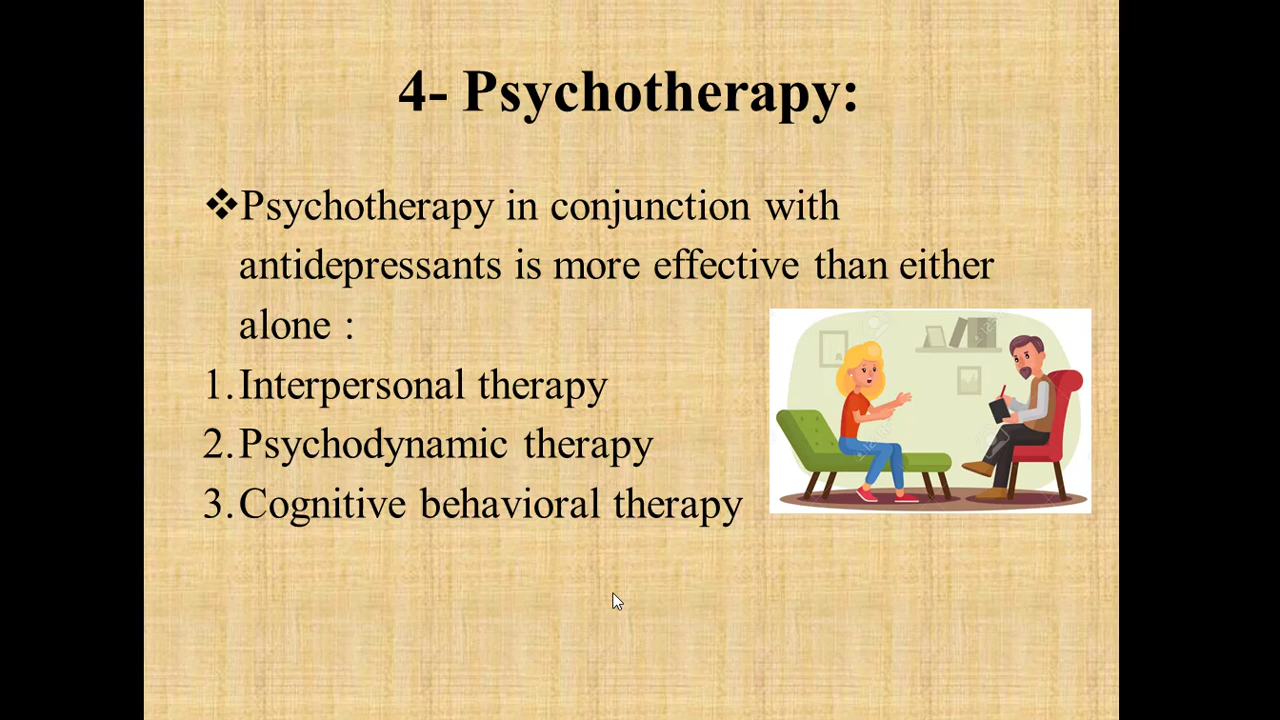 4- Psychotherapy:
❖Psychotherapy in conjunction with
antidepressants is more effective than either
alone :
1. Interpersonal therapy
2. Psychodynamic therapy
3. Cognitive behavioral therapy